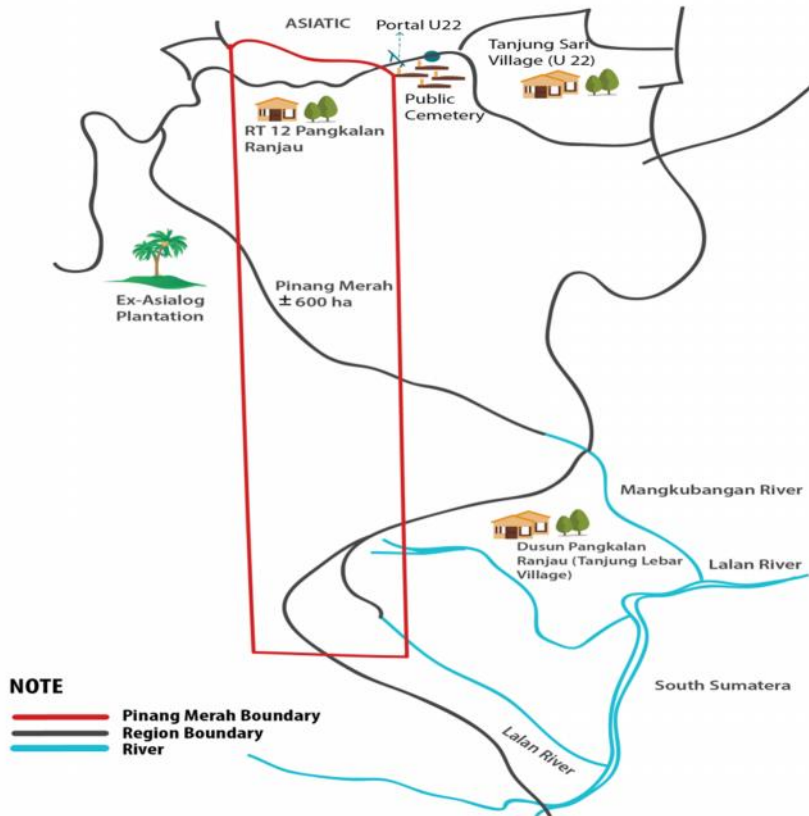 ASIATIC
Portal U22
Tanjung Sari
Village (U 22)
Public
Cemetery
RT 12 Pangkalan
Ranjau
Ex-Asialog
Plantation
Pinang Merah
± 600 ha
Mangkubangan River
Dusun Pangkalan
Ranjau (Tanjung Lebar
Village)
Lalan River
South Sumatera
Lalan River
NOTE
Pinang Merah Boundary
Region Boundary
River